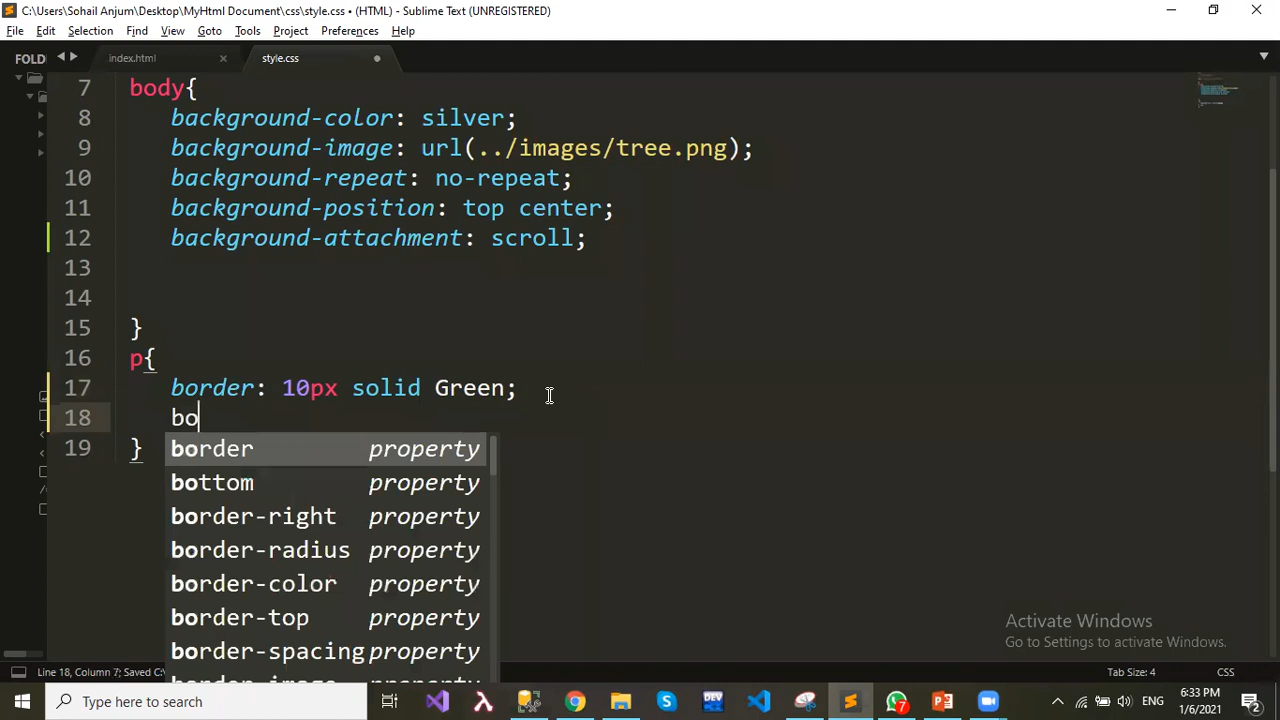 C:\Users\Sohail Anjum\Desktop\MyHtml Document\css\style.css • (HTML) - Sublime Text (UNREGISTERED)
File Edit Selection Find View Goto Tools Project Preferences Help
FOLD index.html style.css
7 body{
8 background-color: silver;
9 background-image: url(../images/tree.png);
10 background-repeat: no-repeat;
11 background-position: top center;
12 background-attachment: scroll;
13
14
15 }
16 p{
17 border: 10px solid Green;
18 bo
19 }
border property
bottom property
border-right property
border-radius property
border-color property
border-top property
border-spacing property
Activate Windows
Go to Settings to activate Windows.
Line 18, Column 7; Saved C:\ Tab Size: 4 CSS
Type here to search
DEV
7
ENG
6:33 PM
1/6/2021
2